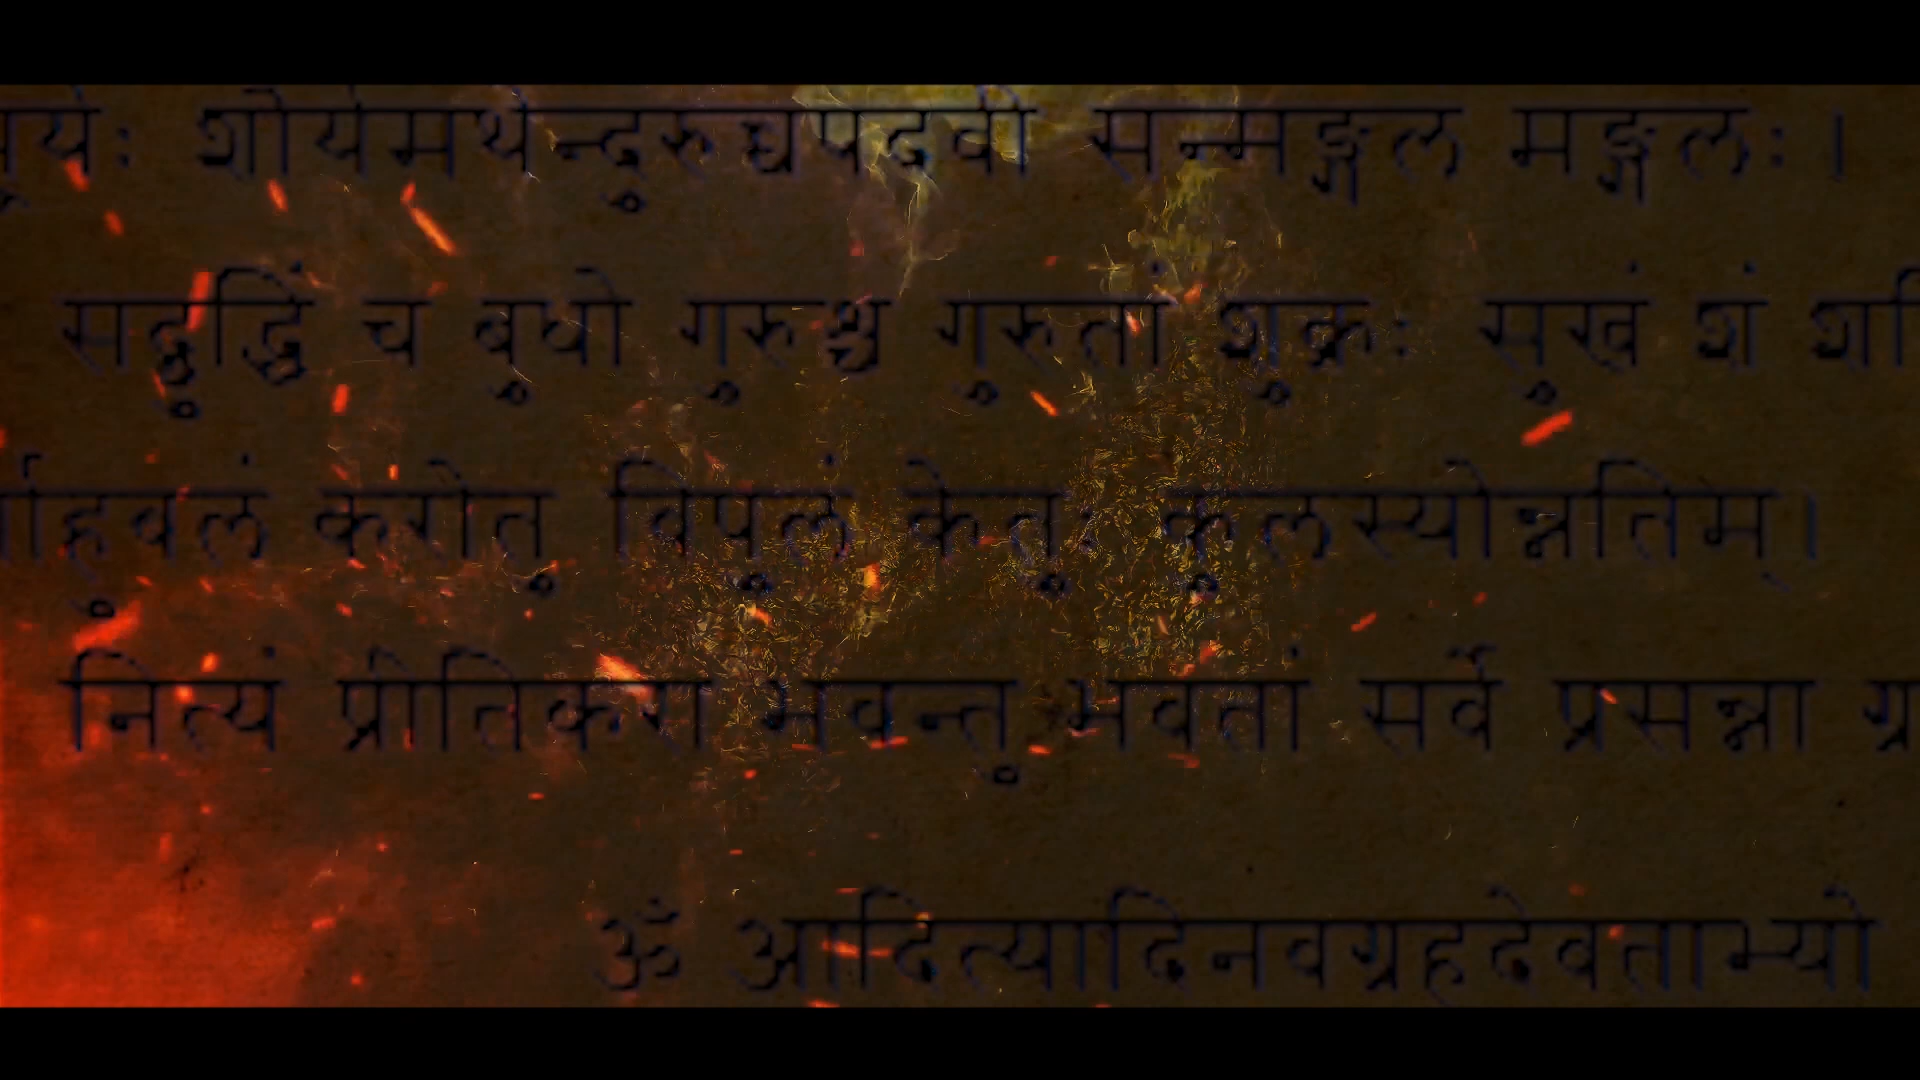 शौर्यमथेन्दुरुच्चपदवीं सन्मङ्गलं मङ्गलः ।
सद्बुद्धिं च बुधो गुरुश्च गुरुतां शुक्रः सुखं शं
करोतु विपुलं केतुः कुलस्योन्नतिम् ।
नित्यं प्रीतिकरा भवन्तु भवतां सर्वे प्रसन्ना
ॐ आदित्यादिनवग्रहदेवताभ्यो